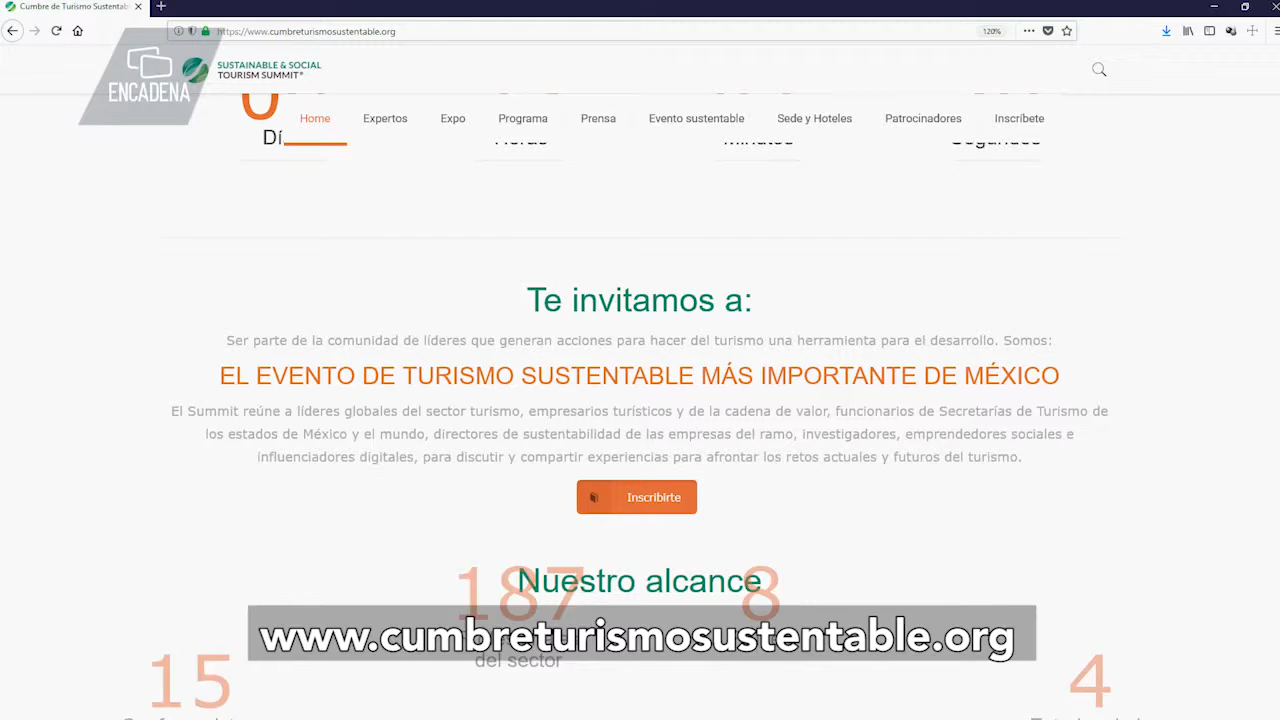 Cumbre de Turismo Sustentab
https://www.cumbreturismosustentable.org
120%
ENCADENA
SUSTAINABLE & SOCIAL
TOURISM SUMMIT®
Home Expertos Expo Programa Prensa Evento sustentable Sede y Hoteles Patrocinadores Inscríbete
Dí Horas Minutos Segundos
Te invitamos a:
Ser parte de la comunidad de líderes que generan acciones para hacer del turismo una herramienta para el desarrollo. Somos:
EL EVENTO DE TURISMO SUSTENTABLE MÁS IMPORTANTE DE MÉXICO
El Summit reúne a líderes globales del sector turismo, empresarios turísticos y de la cadena de valor, funcionarios de Secretarías de Turismo de
los estados de México y el mundo, directores de sustentabilidad de las empresas del ramo, investigadores, emprendedores sociales e
influenciadores digitales, para discutir y compartir experiencias para afrontar los retos actuales y futuros del turismo.
Inscribirte
Nuestro alcance
187 8
www.cumbreturismosustentable.org
del sector
15 4